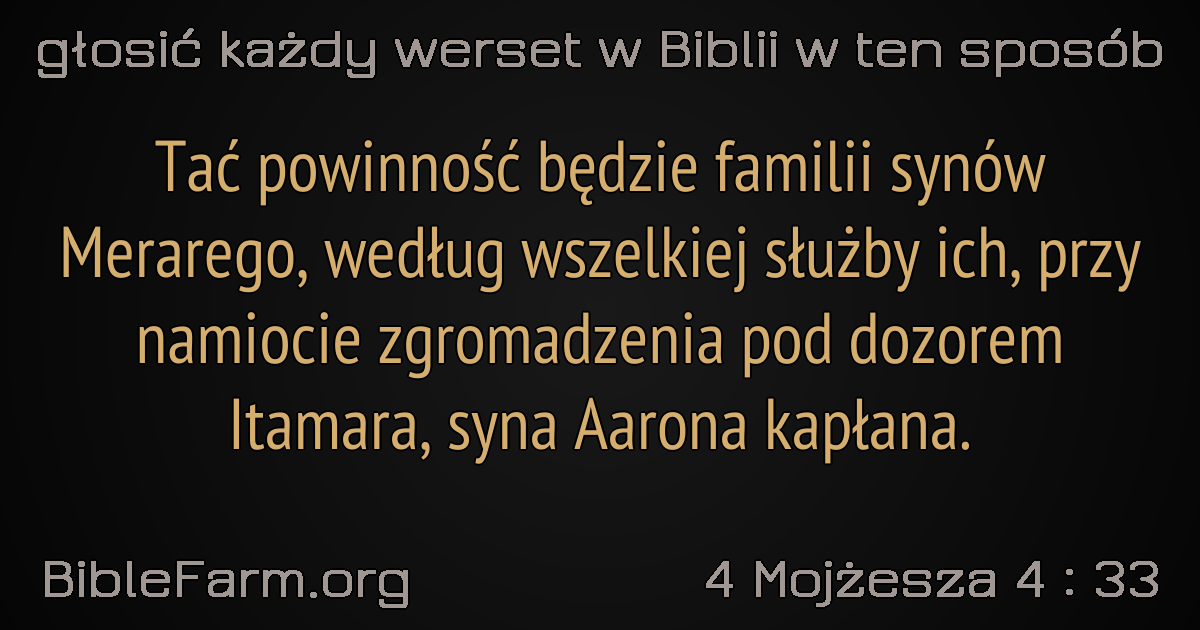 głosić każdy werset w Biblii w ten sposób
Tać powinność będzie familii synów
Merarego, według wszelkiej służby ich, przy
namiocie zgromadzenia pod dozorem
Itamara, syna Aarona kapłana.
BibleFarm.org
4 Mojżesza 4 : 33